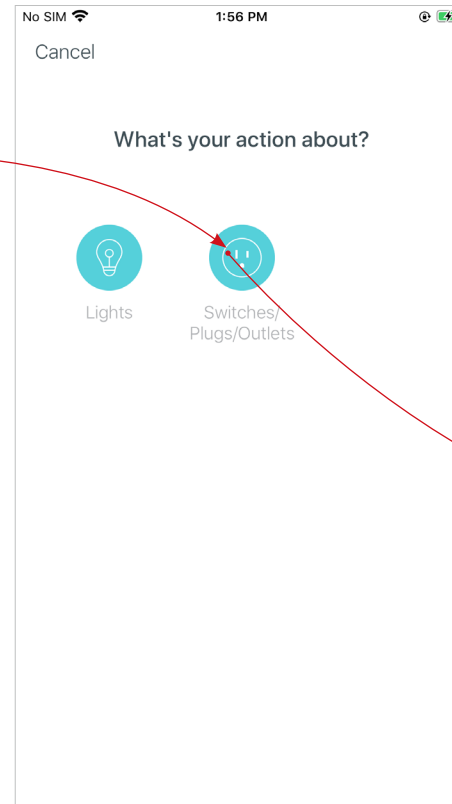 No SIM 1:56 PM
Cancel
What's your action about?
Lights
Switches/
Plugs/Outlets